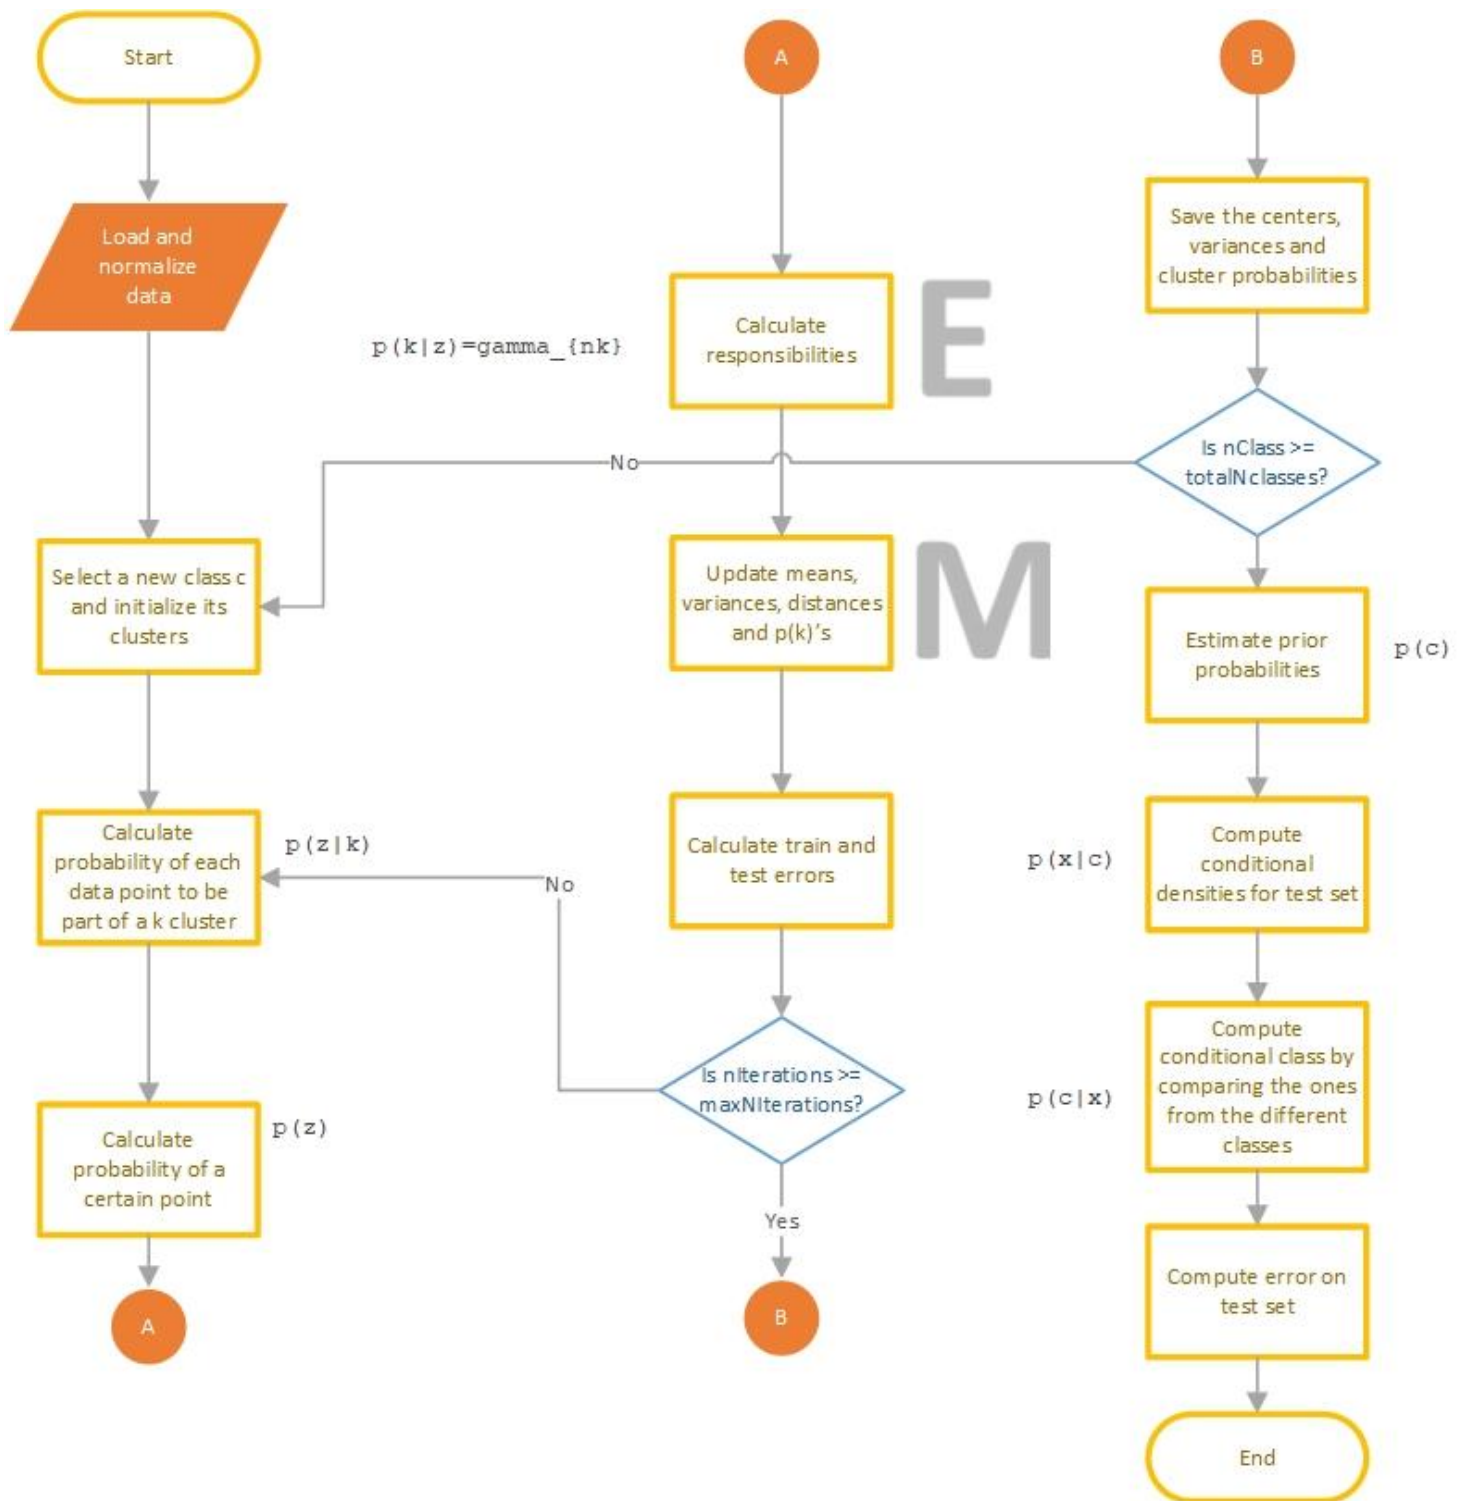 Start
Load and
normalize
data
Select a new class c
and initialize its
clusters
Calculate
probability of each
data point to be
part of a k cluster
p(z|k)
Calculate
probability of a
certain point
p(z)
A
A
p(k|z)=gamma_{nk}
Calculate
responsibilities
E
No
Update means,
variances, distances
and p(k)'s
M
Calculate train and
test errors
No
Is nIterations >=
maxNIterations?
Yes
B
B
Save the centers,
variances and
cluster probabilities
Is nClass >=
totalNclasses?
Estimate prior
probabilities
p(c)
p(x|c)
Compute
conditional
densities for test set
p(c|x)
Compute
conditional class by
comparing the ones
from the different
classes
Compute error on
test set
End